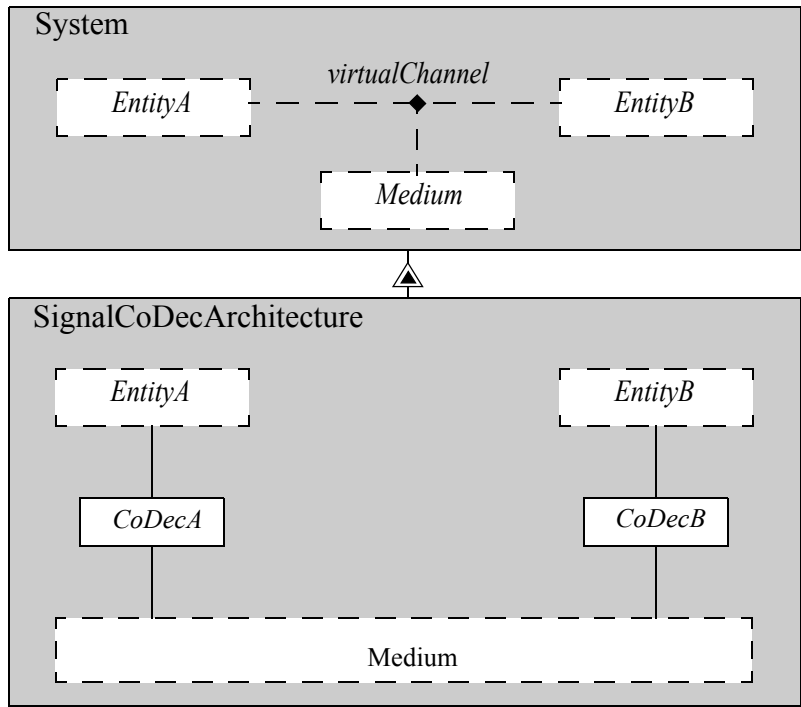 System
virtualChannel
EntityA
EntityB
Medium
SignalCoDecArchitecture
EntityA
EntityB
CoDecA
CoDecB
Medium